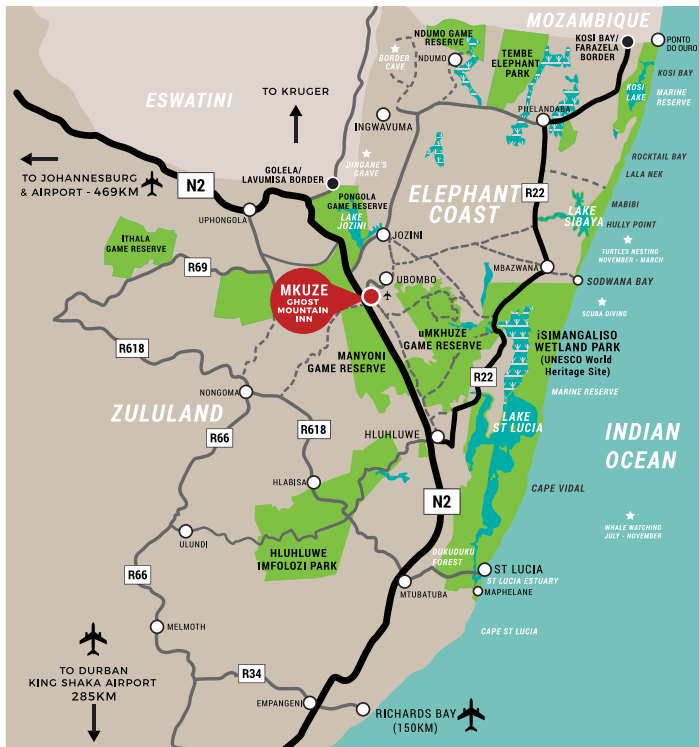 MOZAMBIQUE
NDUMO GAME
RESERVE
KOSI BAY/
FARAZELA
BORDER
PONTO
DO OURO
BORDER
CAVE
NDUMO
TEMBE
ELEPHANT
PARK
KOSI BAY
KOSI
LAKE
MARINE
RESERVE
ESWATINI
TO KRUGER
INGWAVUMA
PHELANDABA
TO JOHANNESBURG
& AIRPORT - 469KM
N2
GOLELA/
LAVUMISA BORDER
DINGANE'S
GRAVE
ROCKTAIL BAY
LALA NEK
ELEPHANT
COAST
R22
MABIBI
LAKE
SIBAYA
HULLY POINT
UPHONGOLA
PONGOLA
GAME RESERVE
LAKE
JOZINI
JOZINI
ITHALA
GAME RESERVE
R69
TURTLES NESTING
NOVEMBER - MARCH
MBAZWANA
SODWANA BAY
UBOMBO
MKUZE
GHOST
MOUNTAIN
INN
SCUBA DIVING
uMKHUZE
GAME RESERVE
iSIMANGALISO
WETLAND PARK
(UNESCO World
Heritage Site)
R618
MANYONI
GAME RESERVE
R22
MARINE RESERVE
NONGOMA
ZULULAND
LAKE
ST LUCIA
R66
R618
HLUHLUWE
INDIAN
OCEAN
HLABISA
N2
CAPE VIDAL
WHALE WATCHING
JULY - NOVEMBER
ULUNDI
HLUHLUWE
IMFOLOZI PARK
DUKUDUKU
FOREST
ST LUCIA
ST LUCIA ESTUARY
R66
MTUBATUBA
MAPHELANE
MELMOTH
CAPE ST LUCIA
TO DURBAN
KING SHAKA AIRPORT
285KM
R34
EMPANGENI
RICHARDS BAY
(150KM)